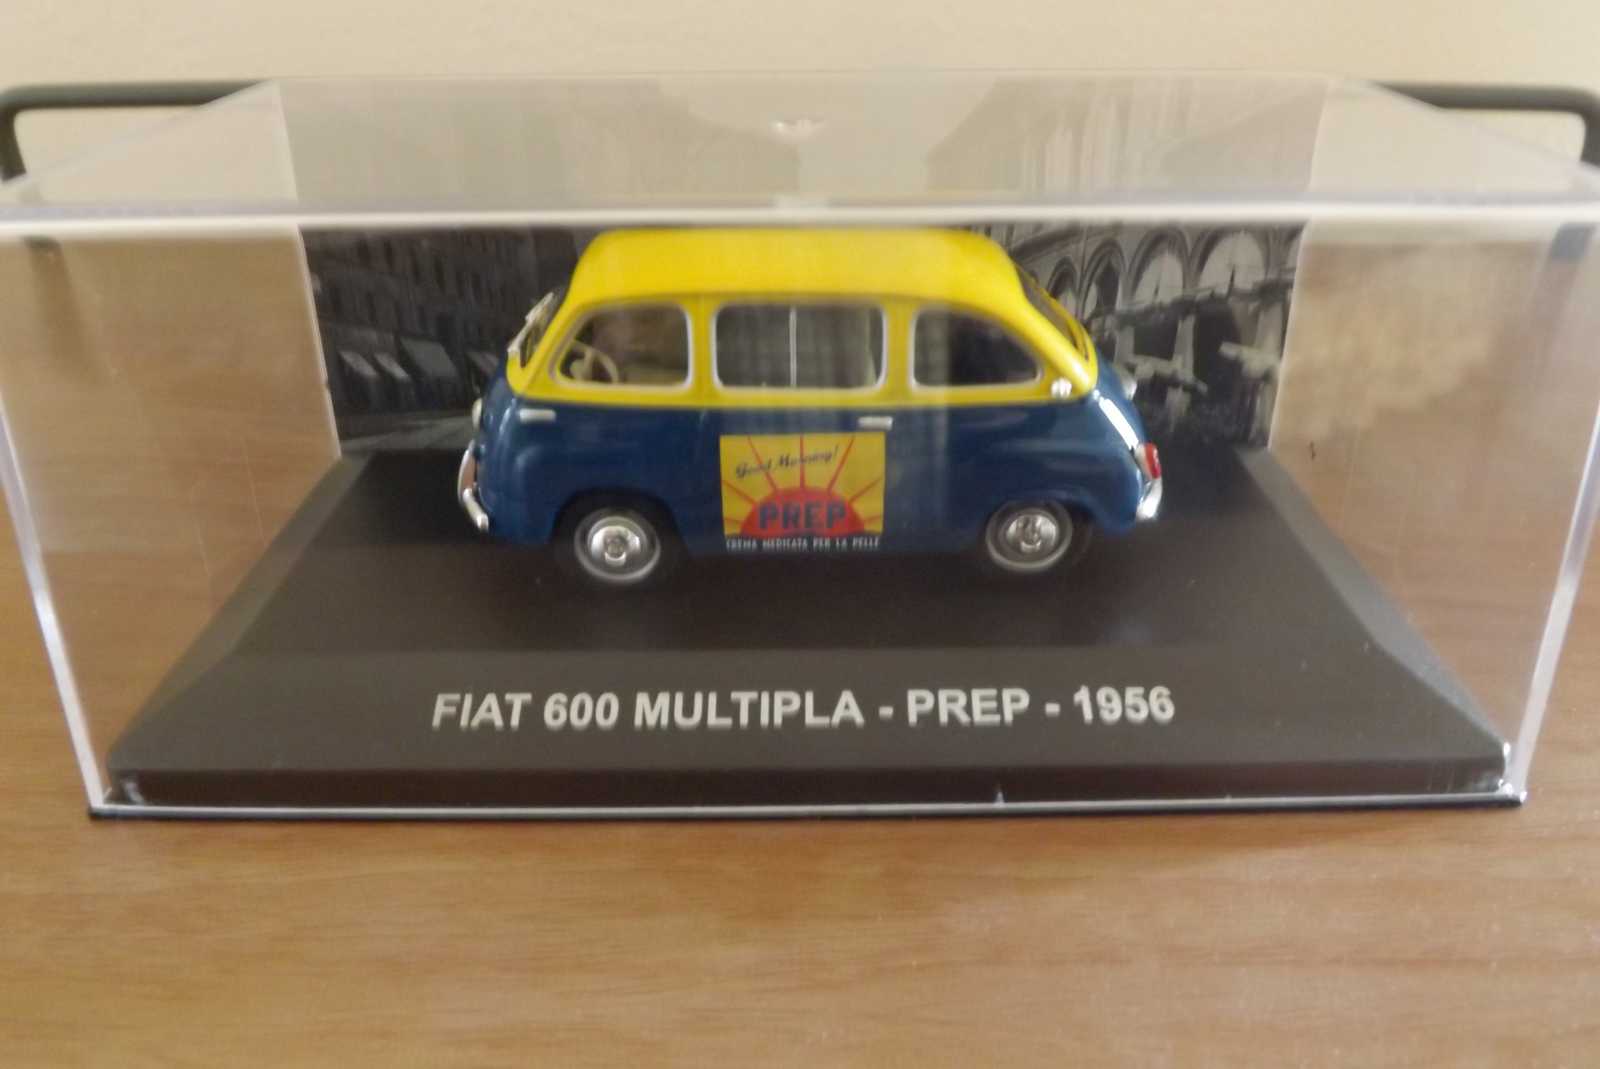 Good Morning!
PREP
CREMA MEDICATA PER LA PELLE
FIAT 600 MULTIPLA - PREP - 1956